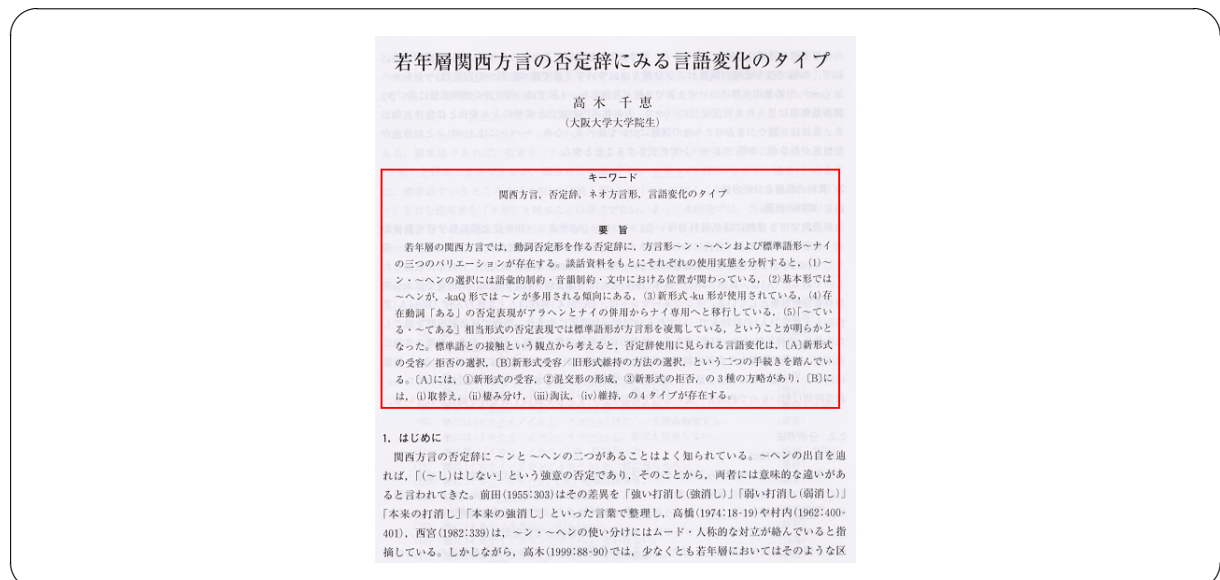 若年層関西方言の否定辞にみる言語変化のタイプ
高 木 千 恵
(大阪大学大学院生)
キーワード
関西方言，否定辞，ネオ方言形，言語変化のタイプ
要 旨
若年層の関西方言では，動詞否定形を作る否定辞に，方言形～ン・～ヘンおよび標準語形～ナイ
の三つのバリエーションが存在する。談話資料をもとにそれぞれの使用実態を分析すると，(1)～
ン・～ヘンの選択には語彙的制約・音韻制約・文中における位置が関わっている，(2)基本形では
～ヘンが，-kaQ 形では ～ンが多用される傾向にある，(3)新形式 -ku 形が使用されている，(4)存
在動詞「ある」の否定表現がアラヘンとナイの併用からナイ専用へと移行している，(5)「～てい
る・～てある」相当形式の否定表現では標準語形が方言形を凌駕している，ということが明らかと
なった。標準語との接触という観点から考えると，否定辞使用に見られる言語変化は，〔A〕新形式
の受容／拒否の選択，〔B〕新形式受容／旧形式維持の方法の選択，という二つの手続きを踏んでい
る。〔A〕には，①新形式の受容，②混交形の形成，③新形式の拒否，の３種の方略があり，〔B〕に
は，(i)取替え，(ii)棲み分け，(iii)淘汰，(iv)維持，の４タイプが存在する。
1．はじめに
関西方言の否定辞に ～ンと ～ヘンの二つがあることはよく知られている。～ヘンの出自を辿
れば，「(～し)はしない」という強意の否定であり，そのことから，両者には意味的な違いがあ
ると言われてきた。前田(1955:303)はその差異を「強い打消し(強消し)」「弱い打消し(弱消し)」
「本来の打消し」「本来の強消し」といった言葉で整理し，高橋(1974:18-19)や村内(1962:400-
401)，西宮(1982:339)は，～ン・～ヘンの使い分けにはムード・人称的な対立が絡んでいると指
摘している。しかしながら，高木(1999:88-90)では，少なくとも若年層においてはそのような区